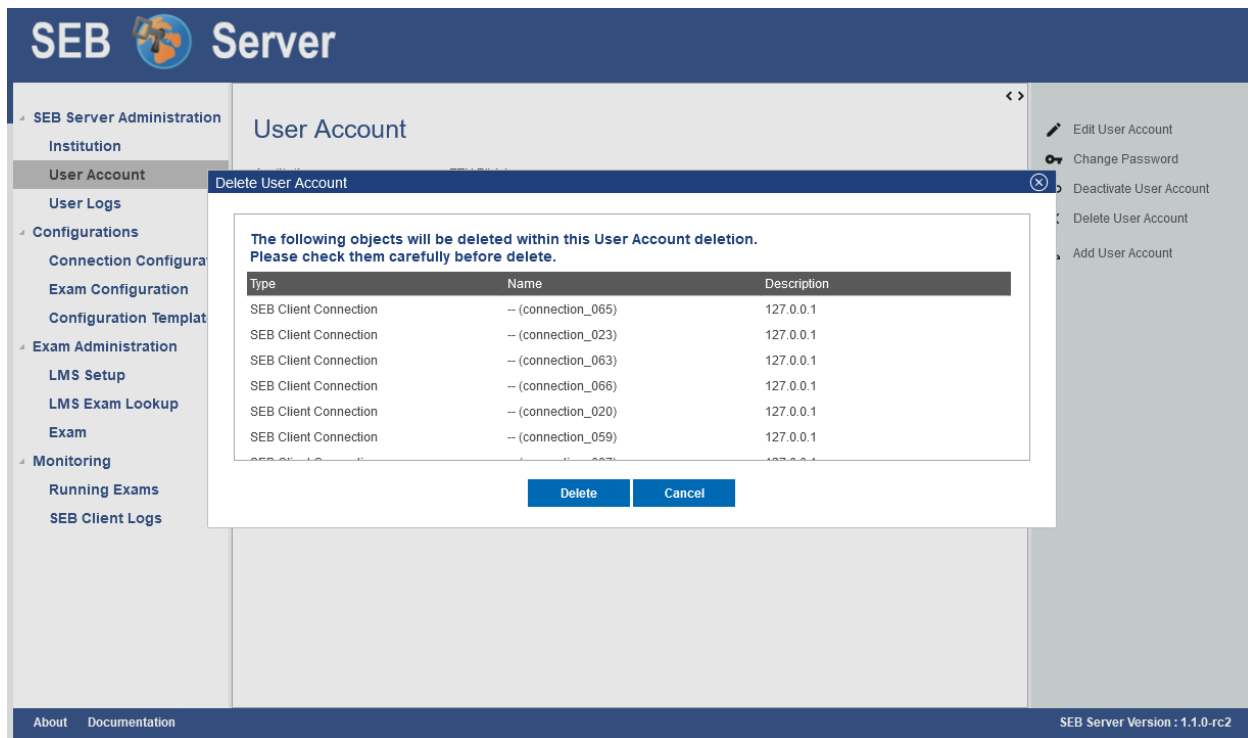 SEB Server
SEB Server Administration
Institution
User Account
User Logs
Configurations
Connection Configura
Exam Configuration
Configuration Templat
Exam Administration
LMS Setup
LMS Exam Lookup
Exam
Monitoring
Running Exams
SEB Client Logs
User Account
Delete User Account
The following objects will be deleted within this User Account deletion.
Please check them carefully before delete.
Type Name Description
SEB Client Connection -- (connection_065) 127.0.0.1
SEB Client Connection -- (connection_023) 127.0.0.1
SEB Client Connection -- (connection_063) 127.0.0.1
SEB Client Connection -- (connection_066) 127.0.0.1
SEB Client Connection -- (connection_020) 127.0.0.1
SEB Client Connection -- (connection_059) 127.0.0.1
Delete Cancel
Edit User Account
Change Password
Deactivate User Account
Delete User Account
Add User Account
About Documentation
SEB Server Version : 1.1.0-rc2